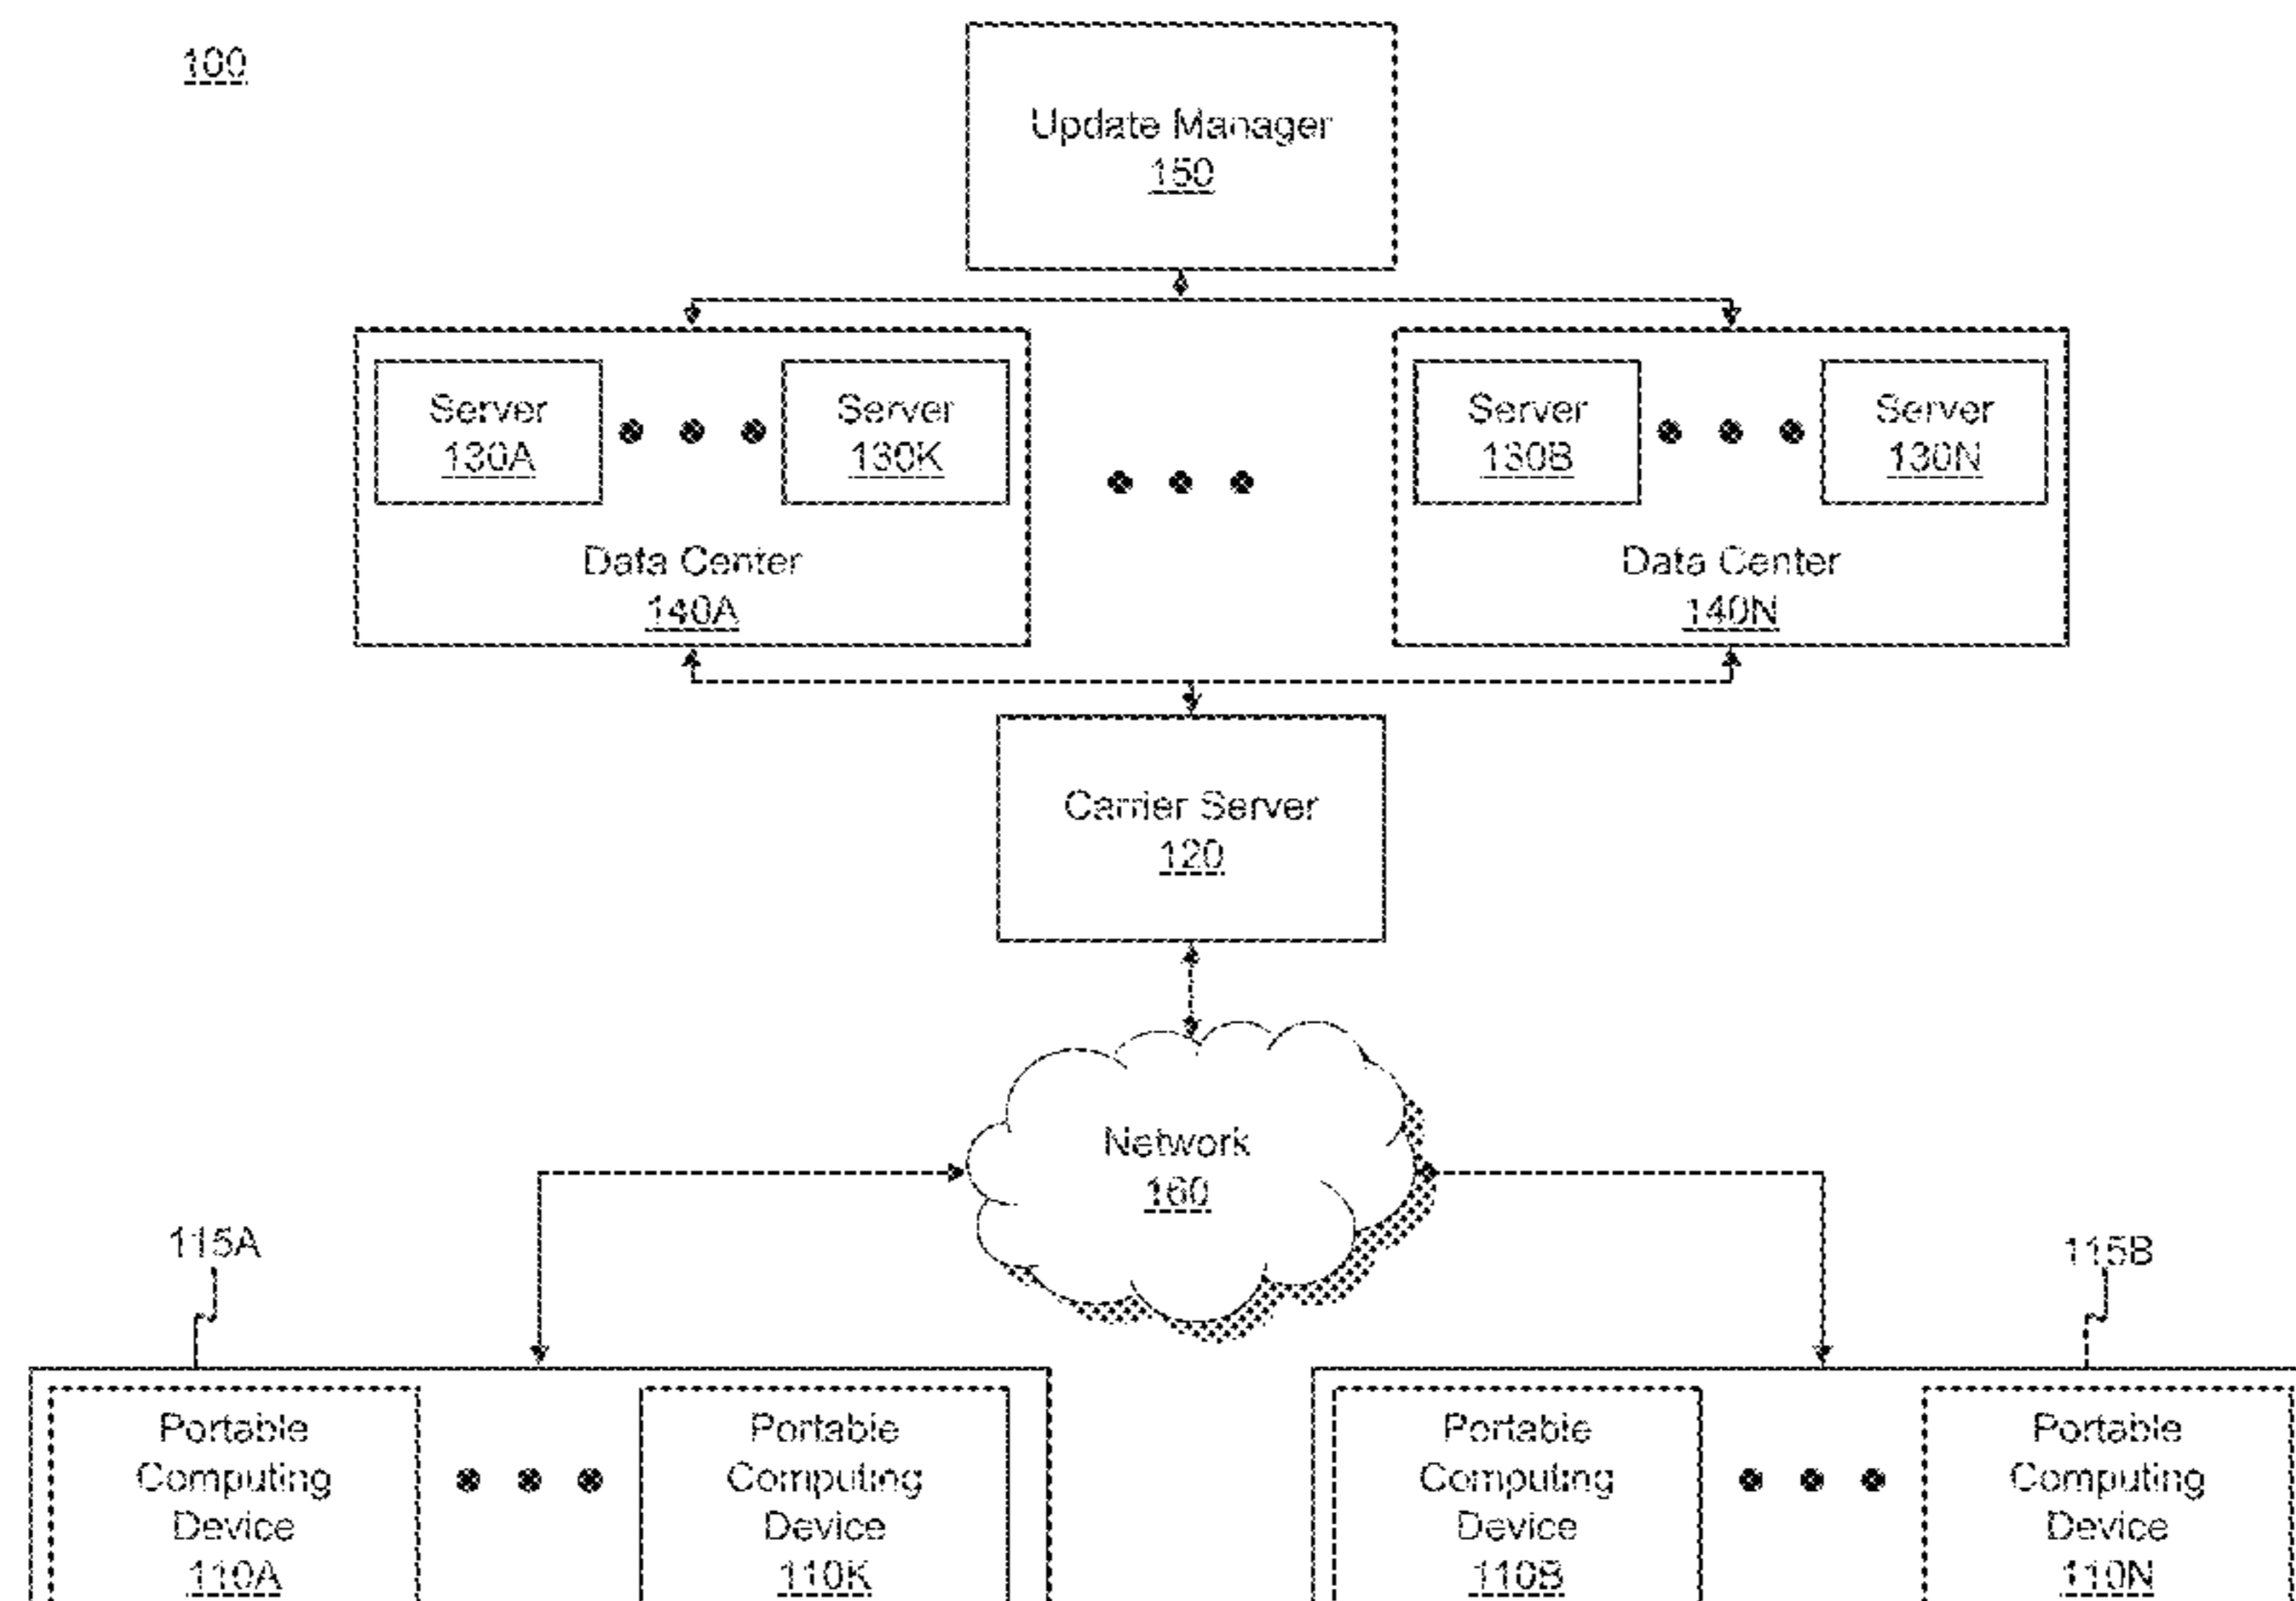 100
Update Manager
150
Server
130A
Server
130K
Server
130B
Server
130N
Data Center
140A
Data Center
140N
Carrier Server
120
Network
160
115A
115B
Portable
Computing
Device
110A
Portable
Computing
Device
110K
Portable
Computing
Device
110B
Portable
Computing
Device
110N